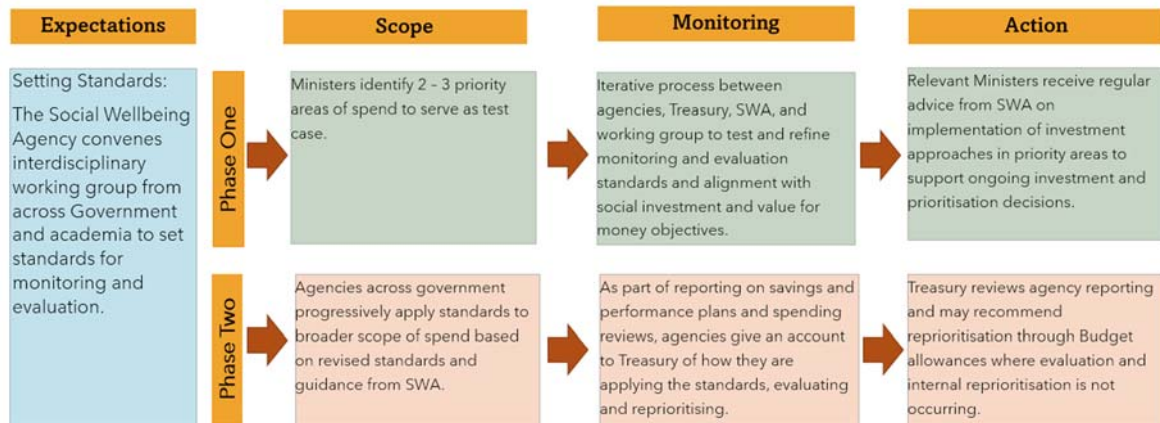 Expectations
Scope
Monitoring
Action
Setting Standards:
The Social Wellbeing
Agency convenes
interdisciplinary
working group from
across Government
and academia to set
standards for
monitoring and
evaluation.
Phase One
Ministers identify 2 – 3 priority
areas of spend to serve as test
case.
Iterative process between
agencies, Treasury, SWA, and
working group to test and refine
monitoring and evaluation
standards and alignment with
social investment and value for
money objectives.
Relevant Ministers receive regular
advice from SWA on
implementation of investment
approaches in priority areas to
support ongoing investment and
prioritisation decisions.
Phase Two
Agencies across government
progressively apply standards to
broader scope of spend based
on revised standards and
guidance from SWA.
As part of reporting on savings and
performance plans and spending
reviews, agencies give an account
to Treasury of how they are
applying the standards, evaluating
and reprioritising.
Treasury reviews agency reporting
and may recommend
reprioritisation through Budget
allowances where evaluation and
internal reprioritisation is not
occurring.